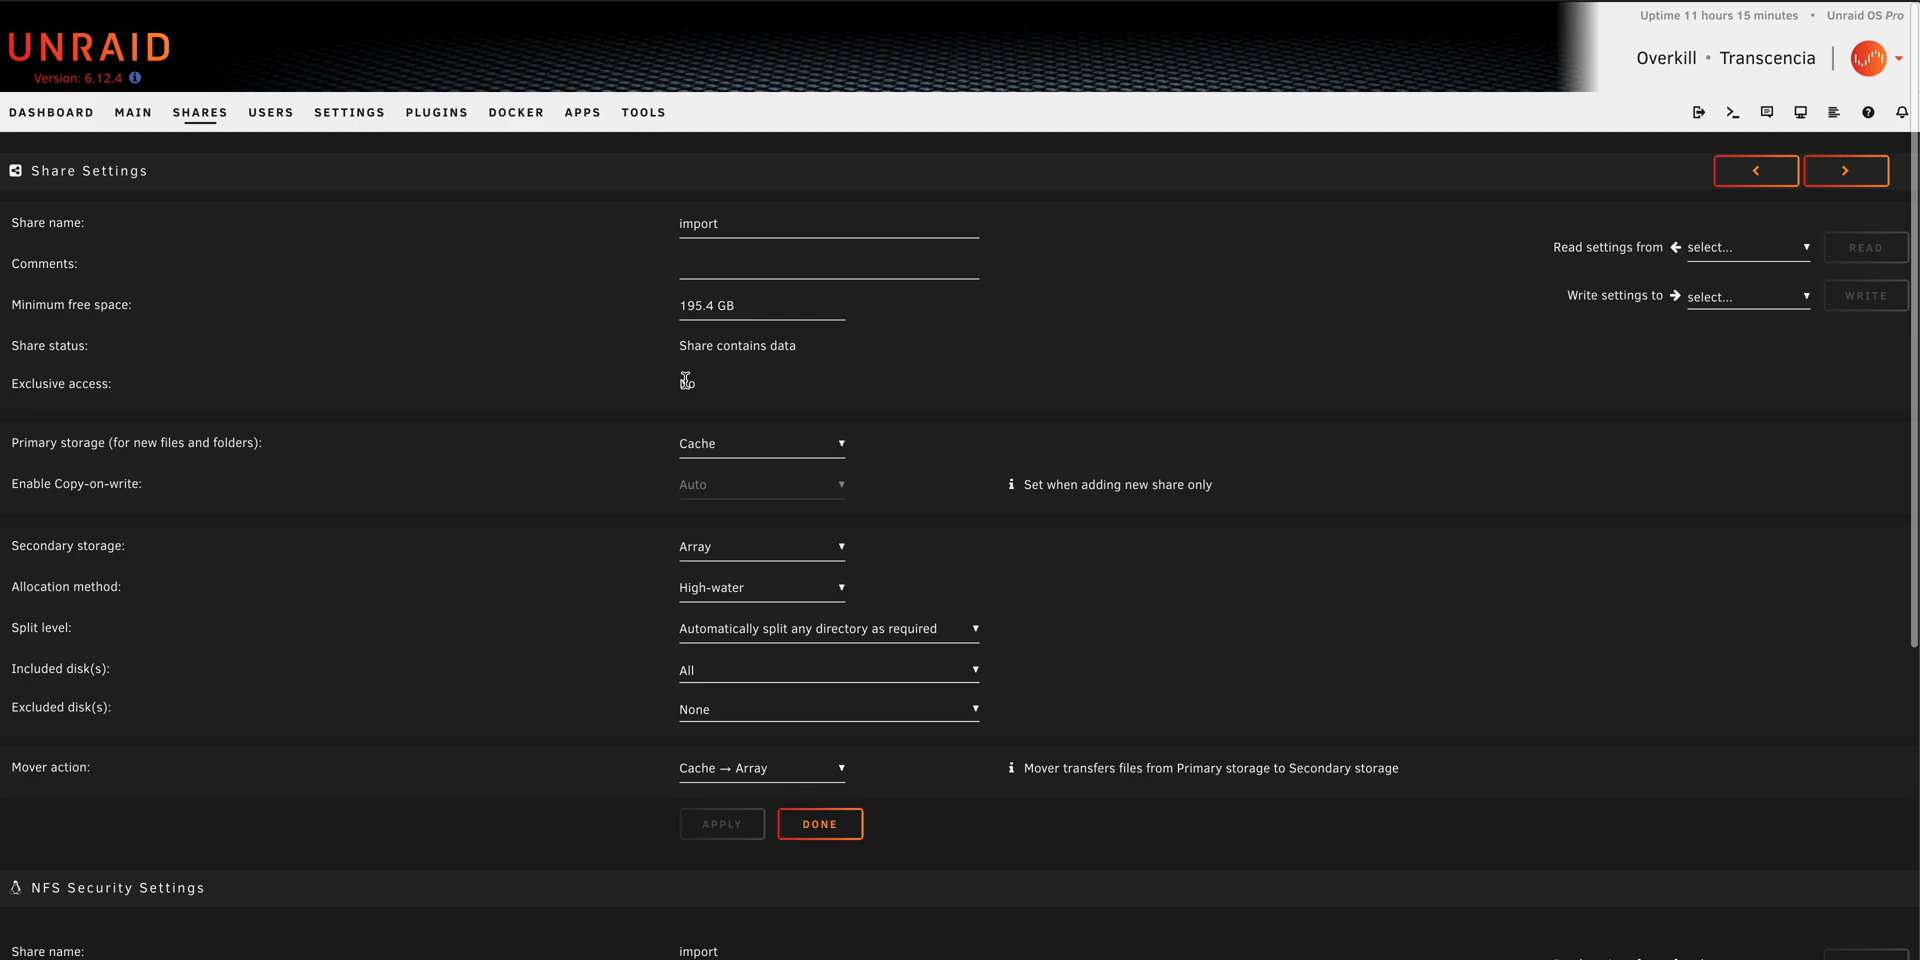 Uptime 11 hours 15 minutes • Unraid OS Pro
UNRAID
Version: 6.12.4
Overkill • Transcencia
DASHBOARD MAIN SHARES USERS SETTINGS PLUGINS DOCKER APPS TOOLS
Share Settings
Share name: import
Read settings from select... READ
Comments:
Write settings to select... WRITE
Minimum free space: 195.4 GB
Share status: Share contains data
Exclusive access:
Primary storage (for new files and folders): Cache
Enable Copy-on-write: Auto Set when adding new share only
Secondary storage: Array
Allocation method: High-water
Split level: Automatically split any directory as required
Included disk(s): All
Excluded disk(s): None
Mover action: Cache → Array Mover transfers files from Primary storage to Secondary storage
APPLY DONE
NFS Security Settings
Share name: import